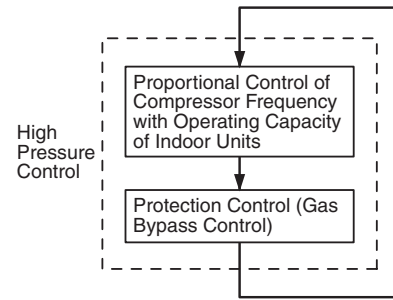 High
Pressure
Control
Proportional Control of
Compressor Frequency
with Operating Capacity
of Indoor Units
Protection Control (Gas
Bypass Control)